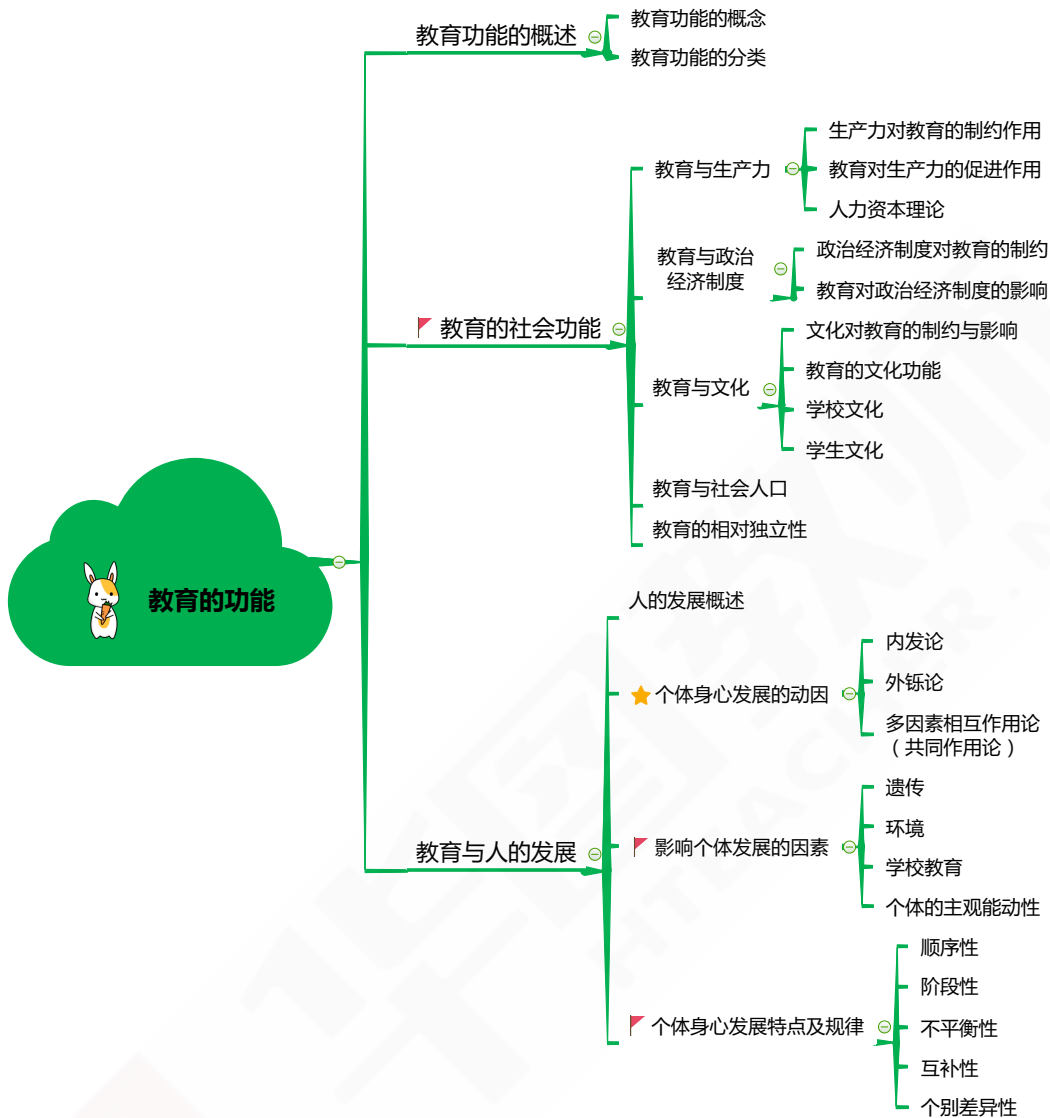 教育功能的概述
教育功能的概念
教育功能的分类
教育的社会功能
教育与生产力
生产力对教育的制约作用
教育对生产力的促进作用
人力资本理论
教育与政治
经济制度
政治经济制度对教育的制约
教育对政治经济制度的影响
教育与文化
文化对教育的制约与影响
教育的文化功能
学校文化
学生文化
教育与社会人口
教育的相对独立性
教育的功能
教育与人的发展
人的发展概述
个体身心发展的动因
内发论
外铄论
多因素相互作用论
（共同作用论）
影响个体发展的因素
遗传
环境
学校教育
个体的主观能动性
个体身心发展特点及规律
顺序性
阶段性
不平衡性
互补性
个别差异性